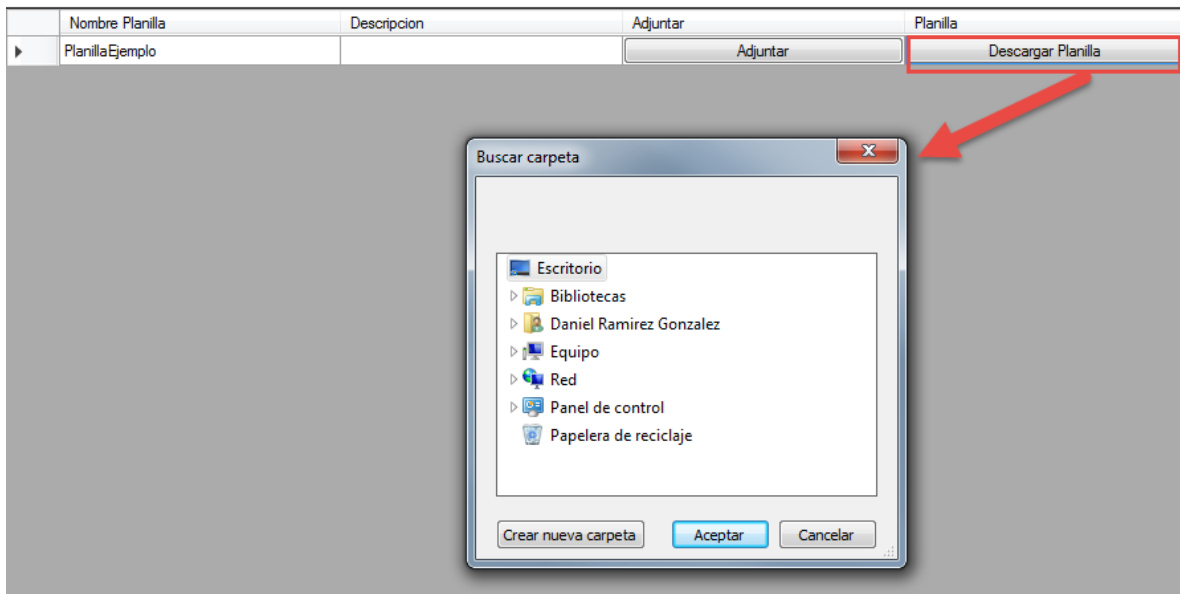 Nombre Planilla Descripcion Adjuntar Planilla
PlanillaEjemplo Adjuntar Descargar Planilla
Buscar carpeta
Escritorio
Bibliotecas
Daniel Ramirez Gonzalez
Equipo
Red
Panel de control
Papelera de reciclaje
Crear nueva carpeta Aceptar Cancelar